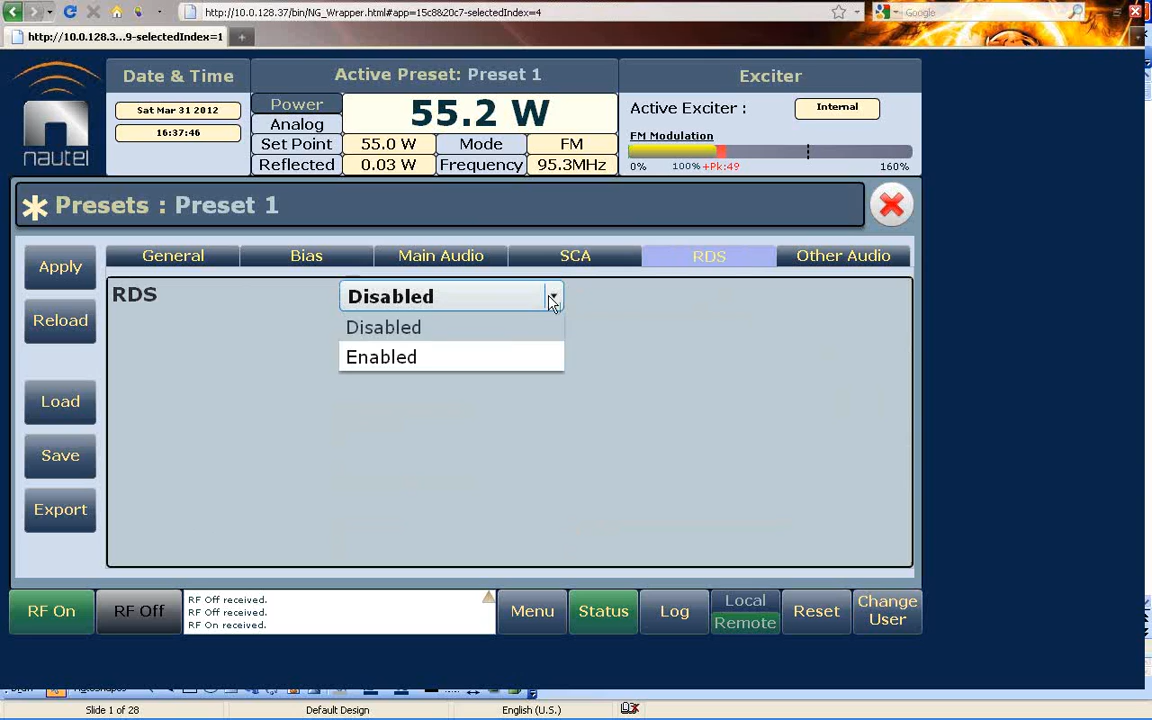 http://10.0.128.37/bin/NG_Wrapper.html#app=15c8%20c7-selectedIndex=4
Google
http://10.0.128.3...9-selectedIndex=1
nautel
Date & Time
Sat Mar 31 2012
16:37:46
Active Preset: Preset 1
Power
Analog
55.2 W
Set Point
55.0 W
Mode
FM
Reflected
0.03 W
Frequency
95.3MHz
Exciter
Active Exciter :
Internal
FM Modulation
0%
100%
+Pk:49
160%
Presets : Preset 1
Apply
Reload
Load
Save
Export
General
Bias
Main Audio
SCA
RDS
Other Audio
RDS
Disabled
Disabled
Enabled
RF On
RF Off
RF Off received.
RF Off received.
RF On received.
Menu
Status
Log
Local
Remote
Reset
Change
User
Slide 1 of 28
Default Design
English (U.S.)